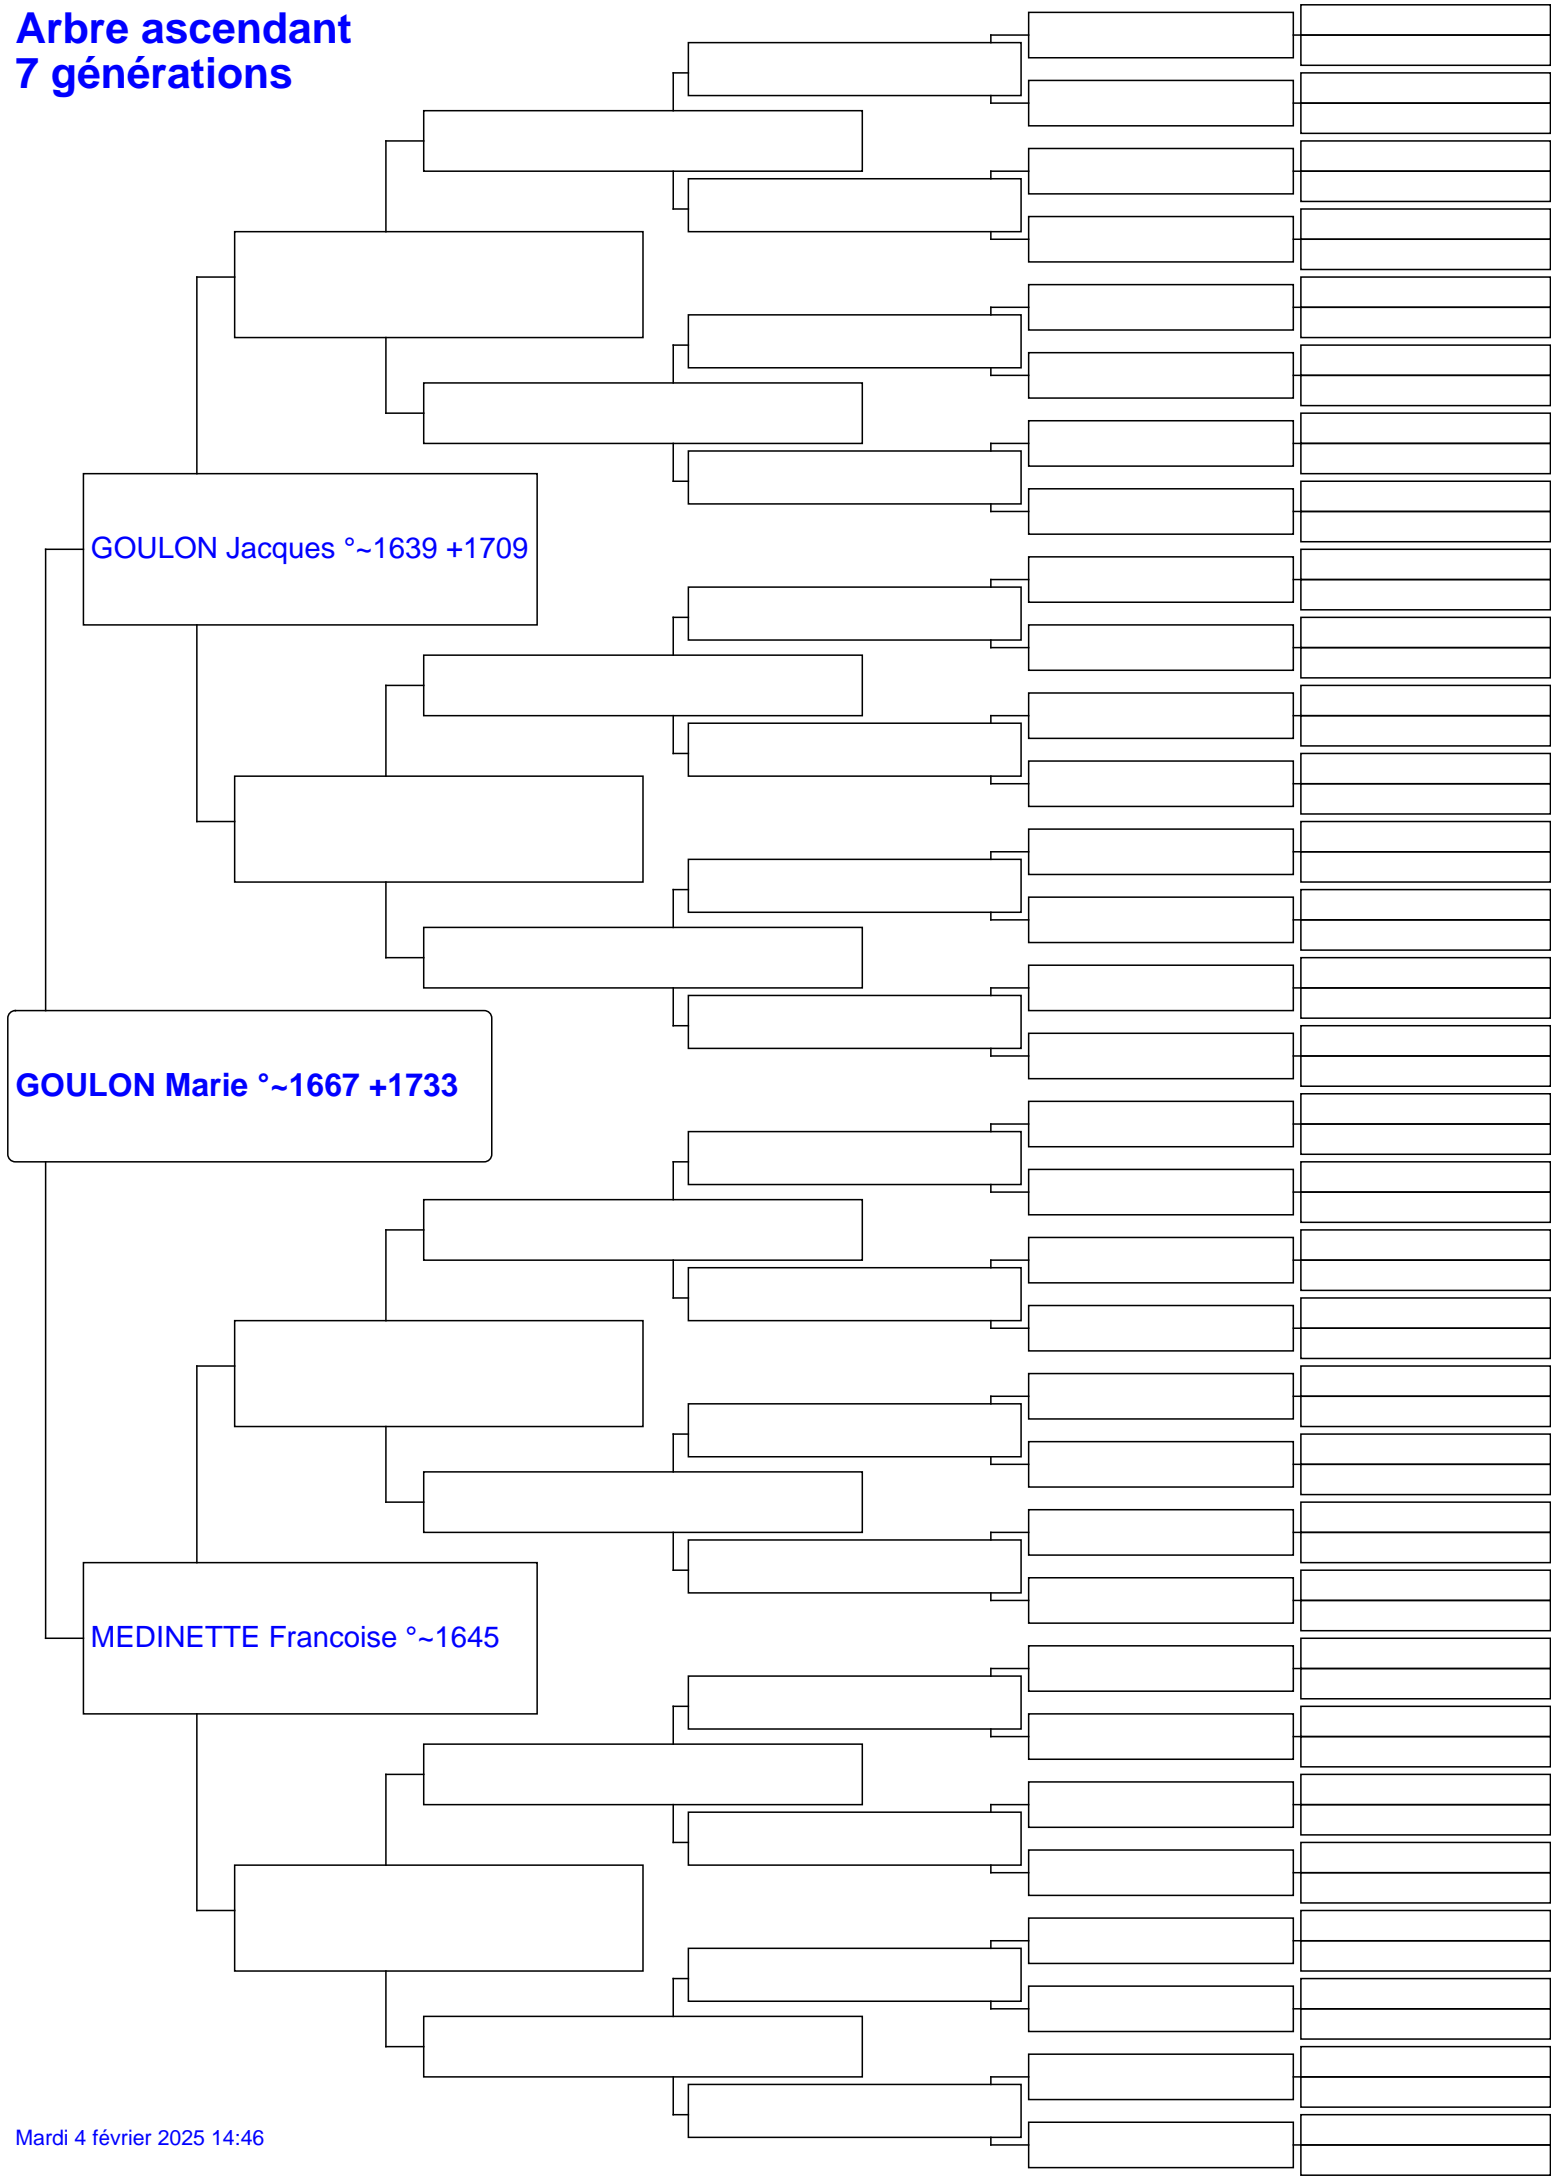 Arbre ascendant
7 générations
GOULON Jacques °~1639 +1709
GOULON Marie °~1667 +1733
MEDINETTE Francoise °~1645
Mardi 4 février 2025 14:46